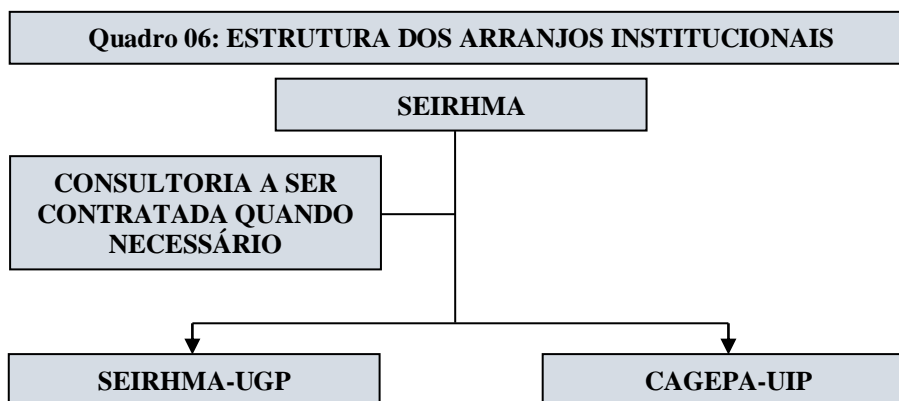 Quadro 06: ESTRUTURA DOS ARRANJOS INSTITUCIONAIS
SEIRHMA
CONSULTORIA A SER
CONTRATADA QUANDO
NECESSÁRIO
SEIRHMA-UGP
CAGEPA-UIP